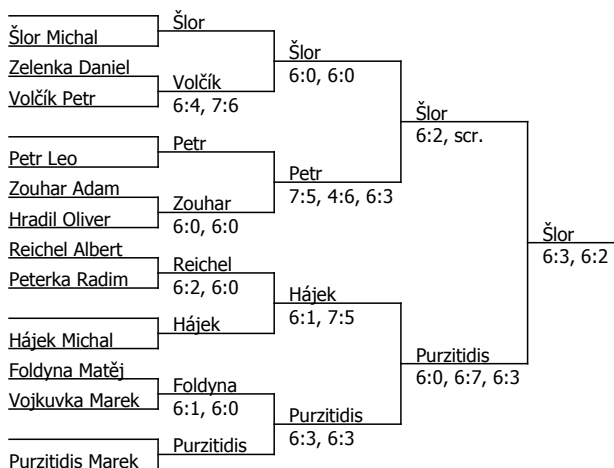 Šlor Michal
Zelenka Daniel
Volčík Petr
Petr Leo
Zouhar Adam
Hradil Oliver
Reichel Albert
Peterka Radim
Hájek Michal
Foldyna Matěj
Vojkuvka Marek
Purzitidis Marek
Šlor
Volčík
6:4, 7:6
Petr
Zouhar
6:0, 6:0
Reichel
6:2, 6:0
Hájek
Foldyna
6:1, 6:0
Purzitidis
Šlor
6:0, 6:0
Petr
7:5, 4:6, 6:3
Hájek
6:1, 7:5
Purzitidis
6:3, 6:3
Šlor
6:2, scr.
Purzitidis
6:0, 6:7, 6:3
Šlor
6:3, 6:2